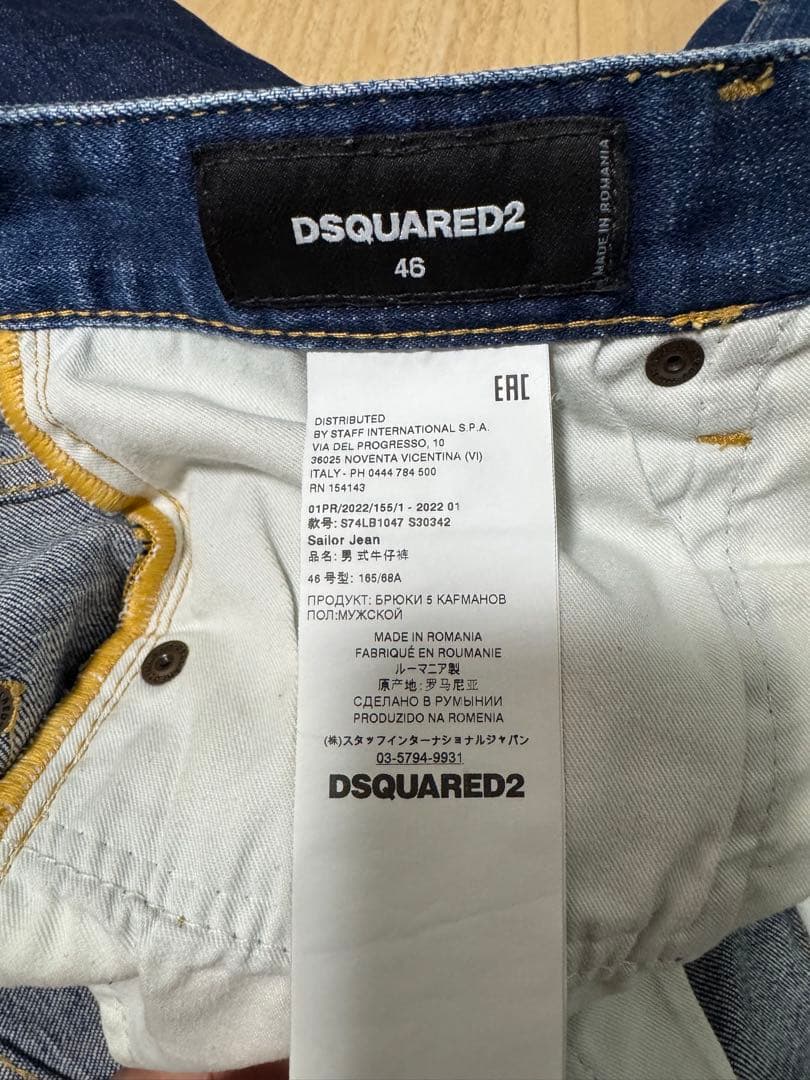 DSQUARED2
46
MADE IN ROMANIA
EAC
DISTRIBUTED
BY STAFF INTERNATIONAL S.P.A.
VIA DEL PROGRESSO, 10
36025 NOVENTA VICENTINA (VI)
ITALY - PH 0444 784 500
RN 154143
01PR/2022/155/1 - 2022 01
款号: S74LB1047 S30342
Sailor Jean
品名: 男 式牛仔裤
46 号型: 165/68A
ПРОДУКТ: БРЮКИ 5 КАРМАНОВ
ПОЛ:МУЖСКОЙ
MADE IN ROMANIA
FABRIQUÉ EN ROUMANIE
ルーマニア製
原产地: 罗马尼亚
СДЕЛАНО В РУМЫНИИ
PRODUZIDO NA ROMENIA
(株)スタッフインターナショナルジャパン
03-5794-9931
DSQUARED2